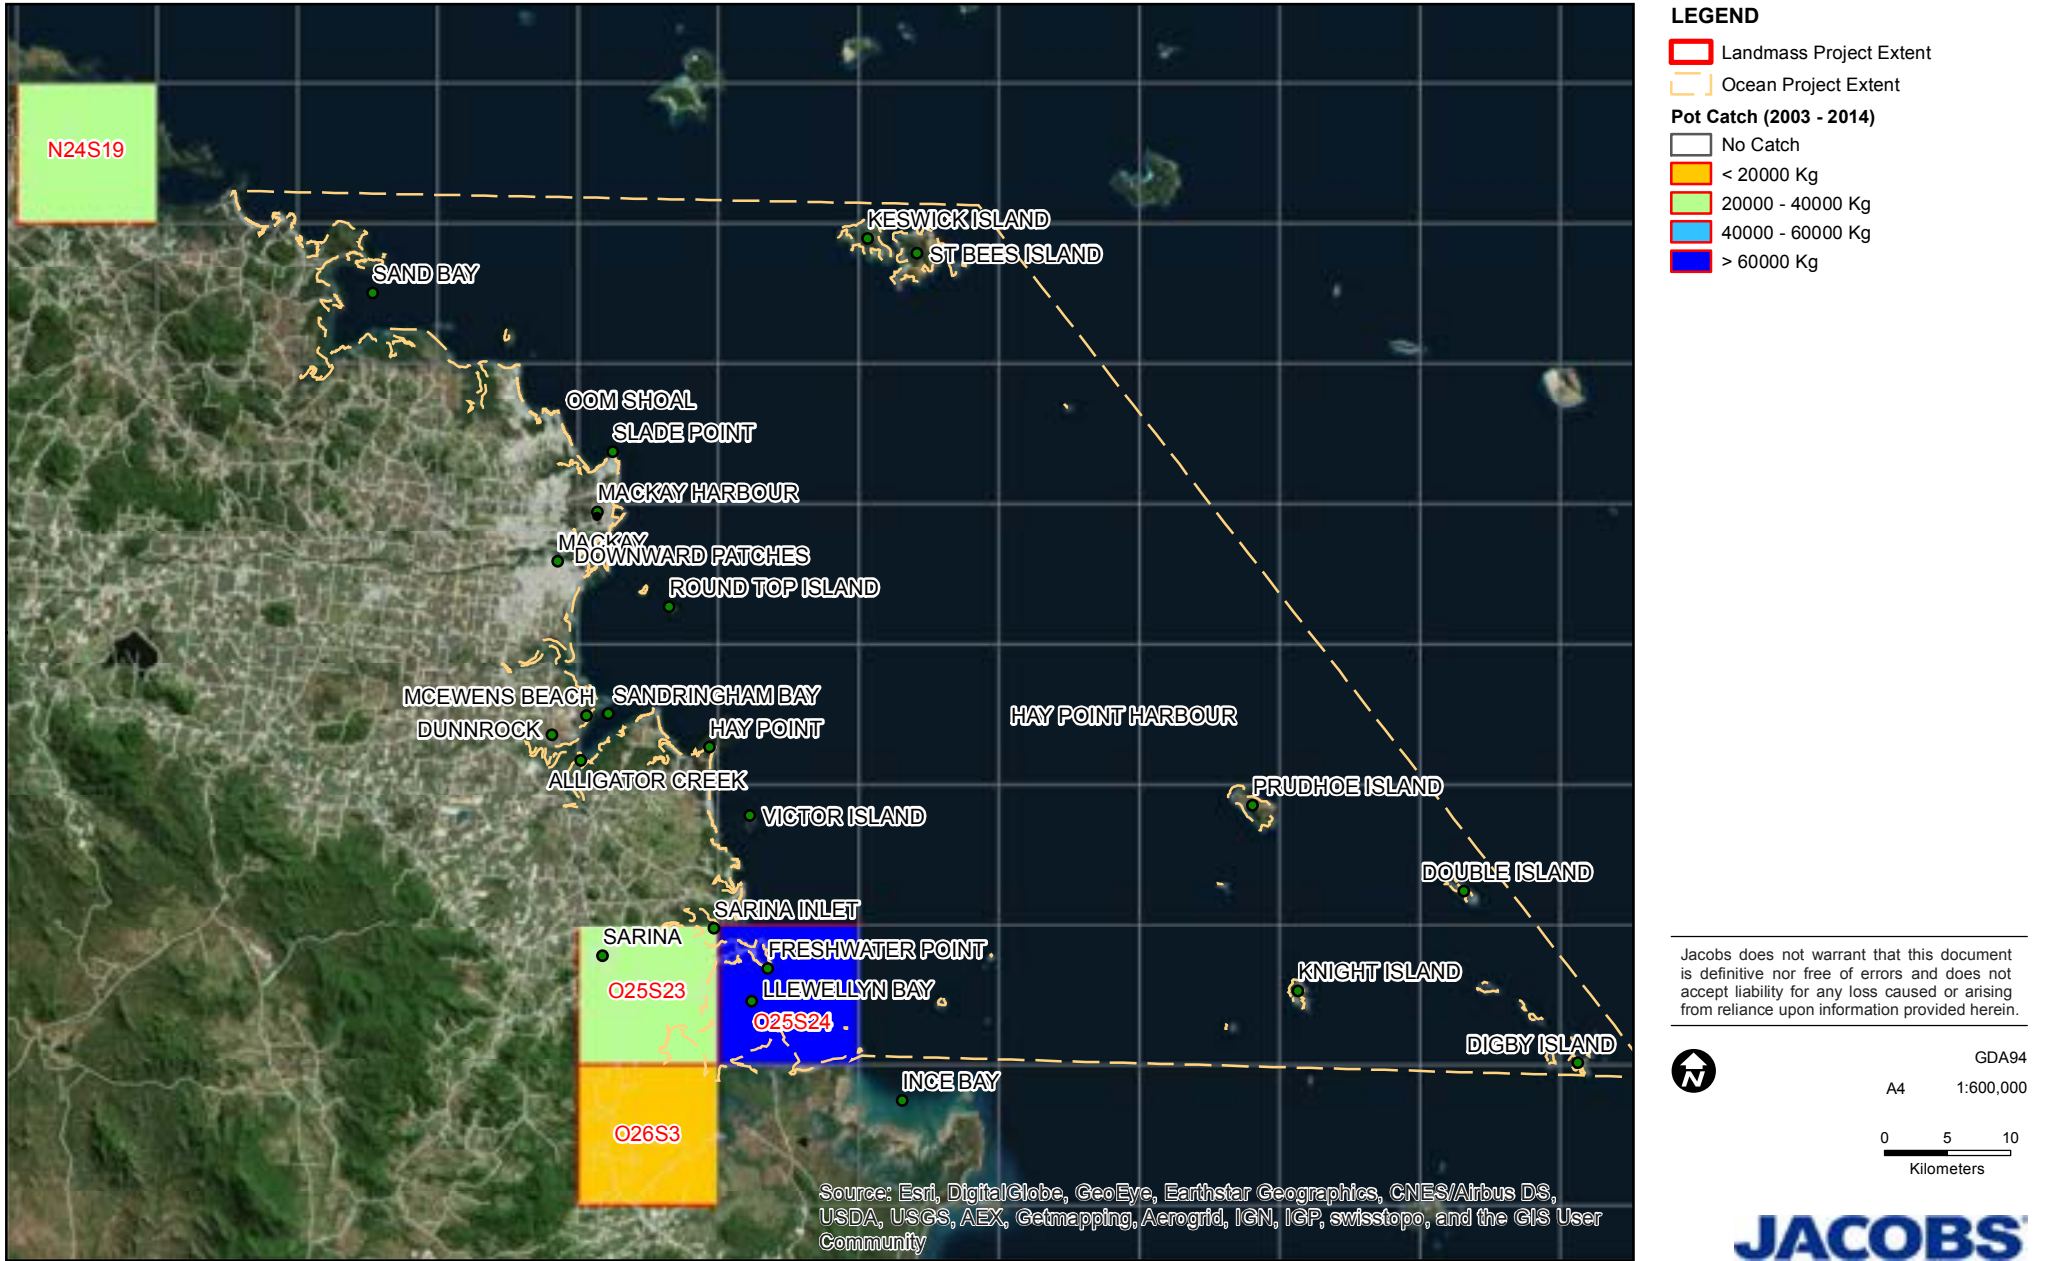 N24S19
KESWICK ISLAND
ST BEES ISLAND
SAND BAY
OOM SHOAL
SLADE POINT
MACKAY HARBOUR
MACKAY
DOWNWARD PATCHES
ROUND TOP ISLAND
MCEWENS BEACH
SANDRINGHAM BAY
DUNNROCK
HAY POINT
HAY POINT HARBOUR
ALLIGATOR CREEK
PRUDHOE ISLAND
VICTOR ISLAND
DOUBLE ISLAND
SARINA INLET
SARINA
FRESHWATER POINT
KNIGHT ISLAND
O25S23
LLEWELLYN BAY
O25S24
DIGBY ISLAND
INCE BAY
O26S3
Source: Esri, DigitalGlobe, GeoEye, Earthstar Geographics, CNES/Airbus DS,
USDA, USGS, AEX, Getmapping, Aerogrid, IGN, IGP, swisstopo, and the GIS User
Community
LEGEND
Landmass Project Extent
Ocean Project Extent
Pot Catch (2003 - 2014)
No Catch
< 20000 Kg
20000 - 40000 Kg
40000 - 60000 Kg
> 60000 Kg
Jacobs does not warrant that this document
is definitive nor free of errors and does not
accept liability for any loss caused or arising
from reliance upon information provided herein.
N
GDA94
A4 1:600,000
0 5 10
Kilometers
JACOBS